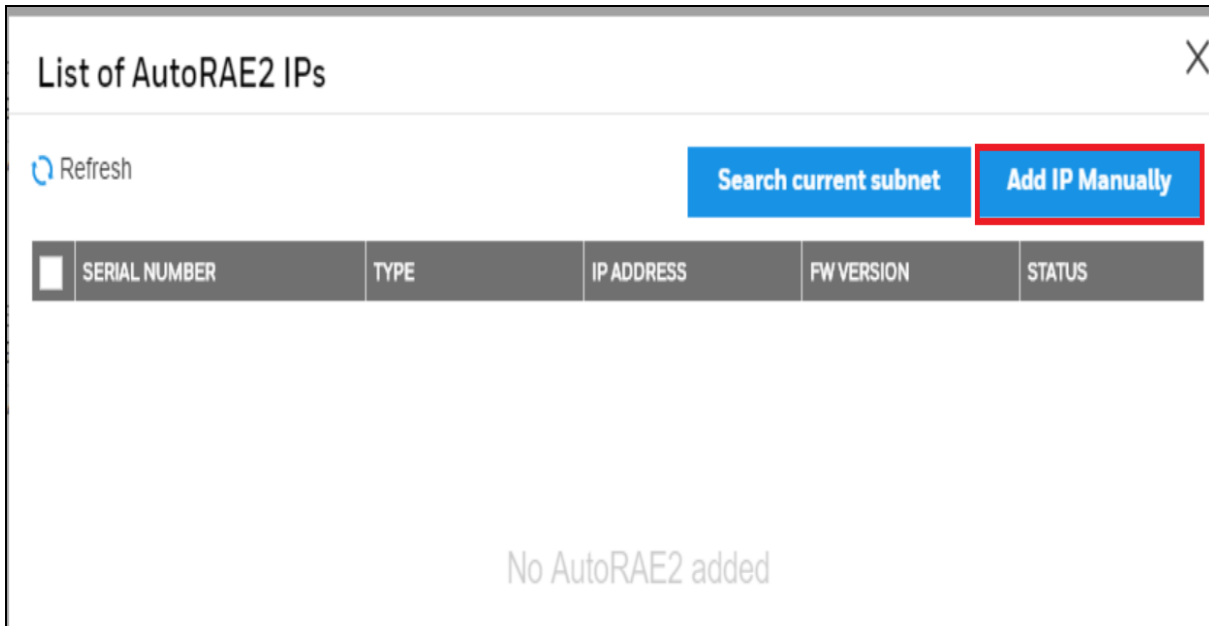 List of AutoRAE2 IPs
X
Refresh
Search current subnet
Add IP Manually
SERIAL NUMBER
TYPE
IP ADDRESS
FW VERSION
STATUS
No AutoRAE2 added